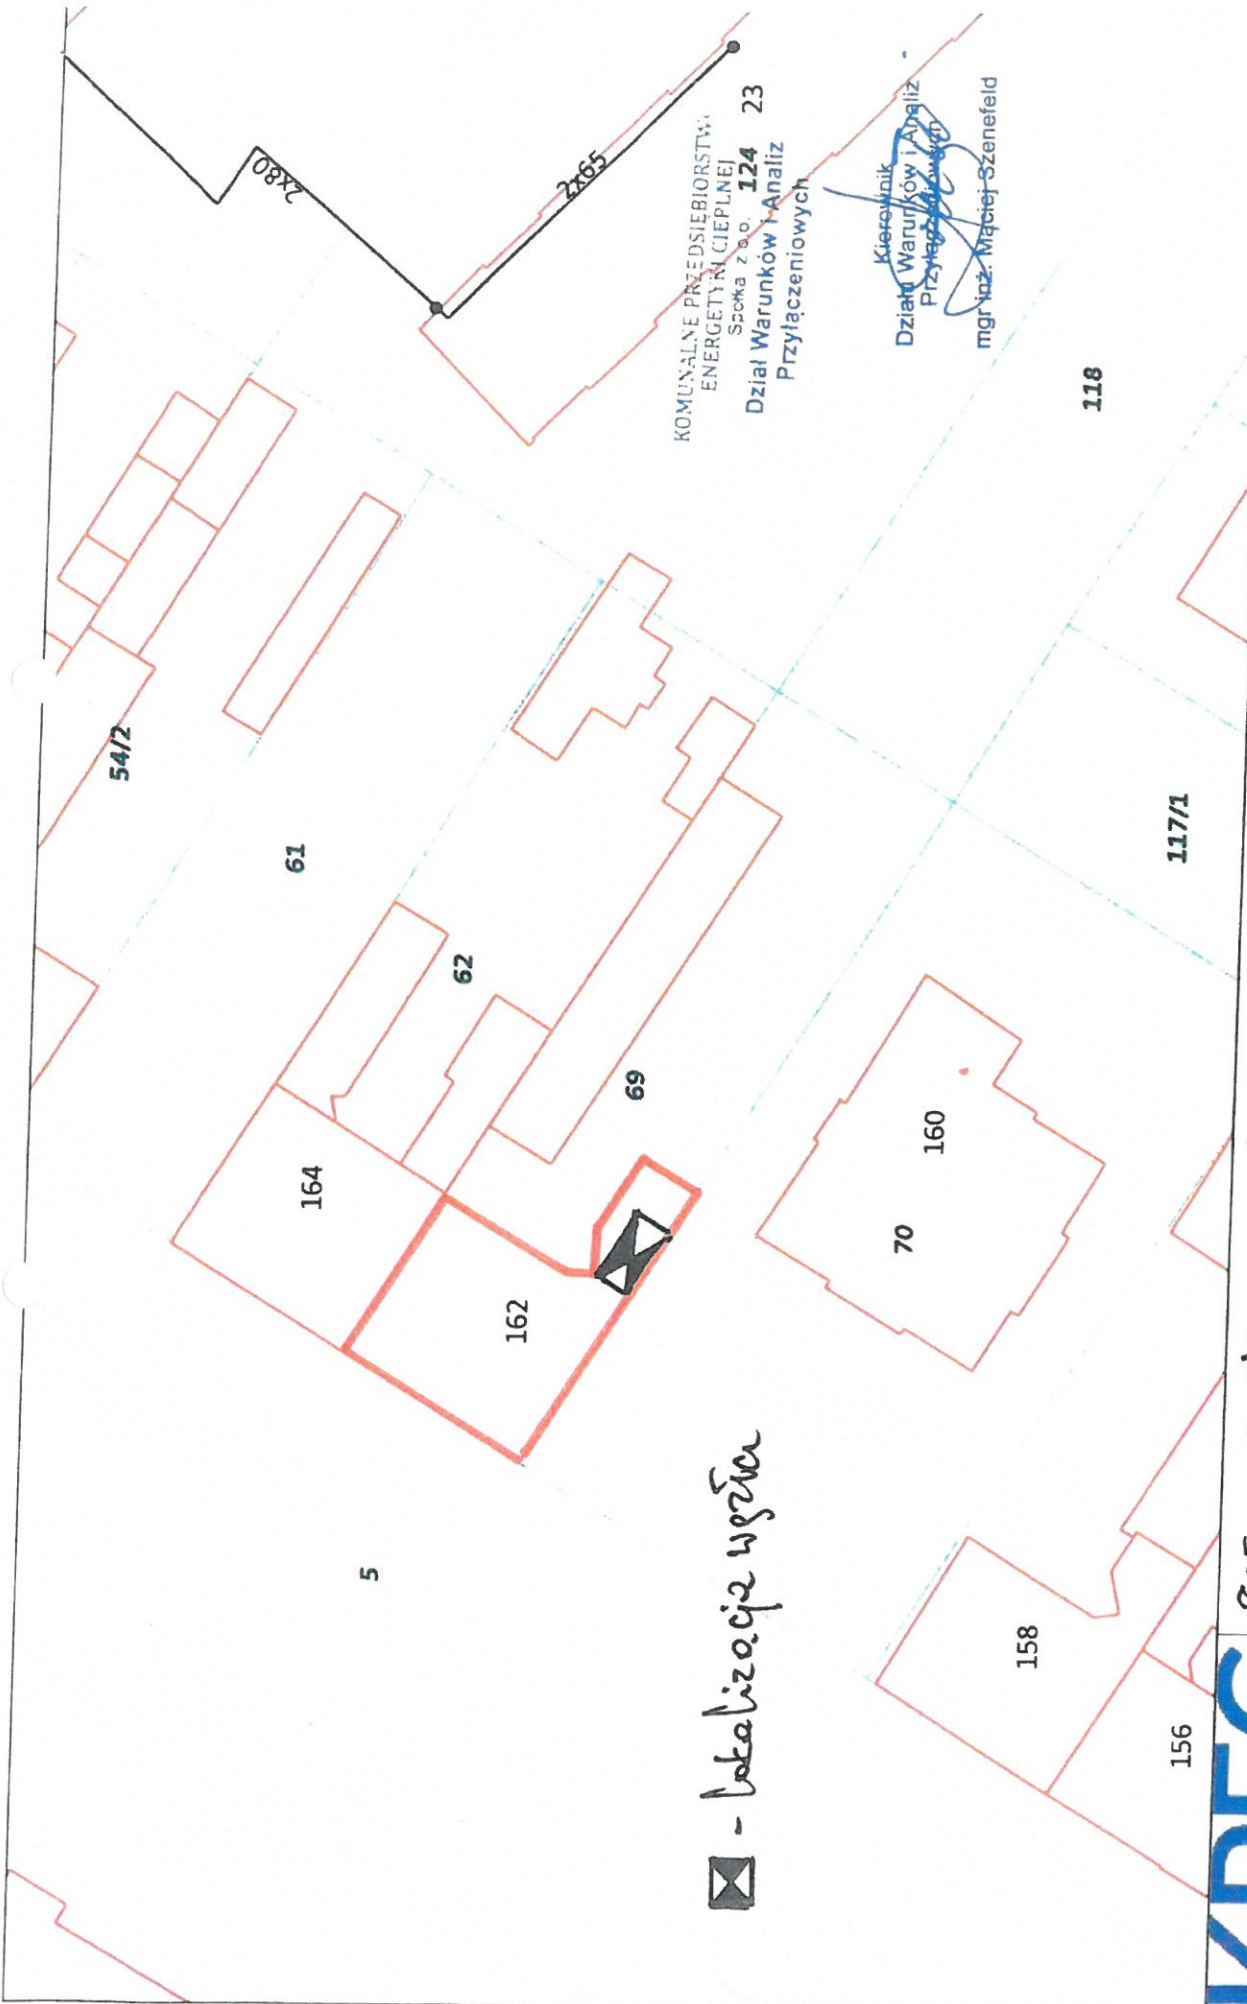 2x80
2x65
KOMUNALNE PRZEDSIĘBIORSTWO
ENERGETYKI CIEPLNEJ
Spółka z o.o.
124
23
Dział Warunków i Analiz
Przyłączeniowych
Kierownik
Działu Warunków i Analiz
Przyłączeniowych
mgr inż. Maciej Szenefeld
118
54/2
61
62
69
117/1
164
162
160
70
5
- lokalizacja węzła
158
156
KPEC